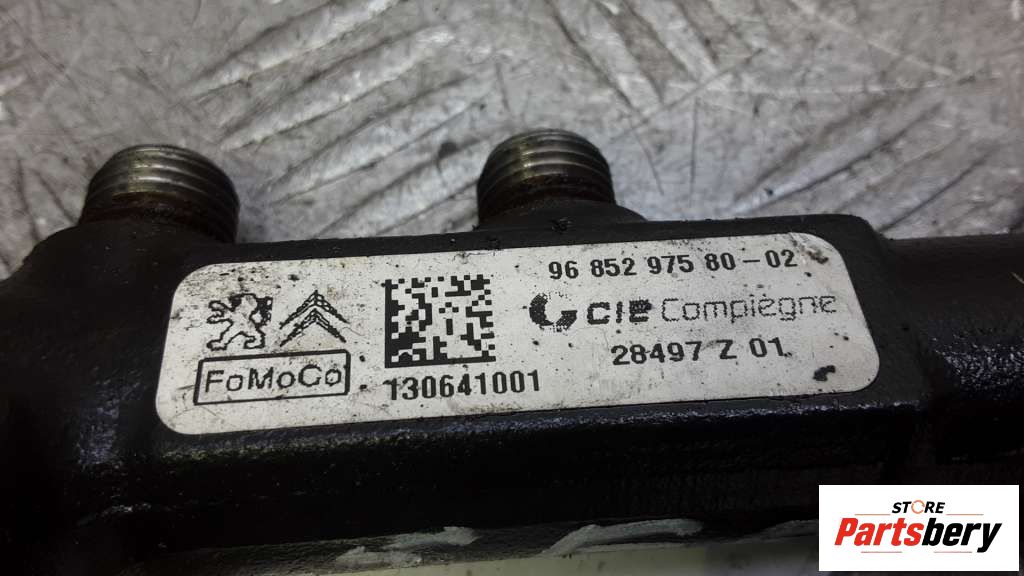 96 852 975 80-02
CIE Compiègne
28497 Z 01
FoMoCo
130641001
STORE
Partsbery